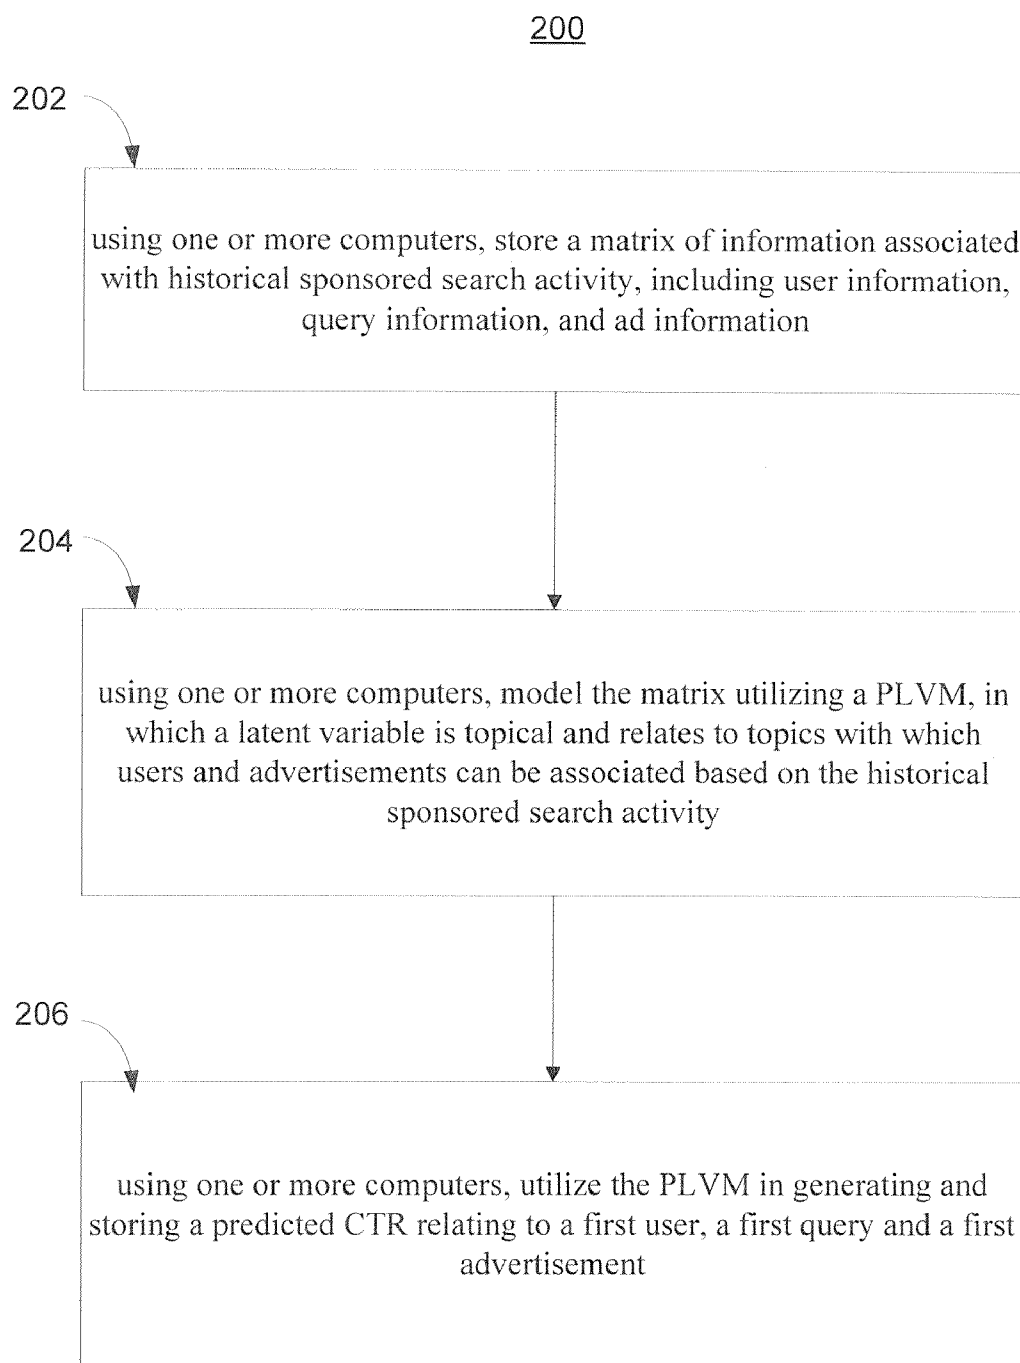 200
202
using one or more computers, store a matrix of information associated
with historical sponsored search activity, including user information,
query information, and ad information
204
using one or more computers, model the matrix utilizing a PLVM, in
which a latent variable is topical and relates to topics with which
users and advertisements can be associated based on the historical
sponsored search activity
206
using one or more computers, utilize the PLVM in generating and
storing a predicted CTR relating to a first user, a first query and a first
advertisement